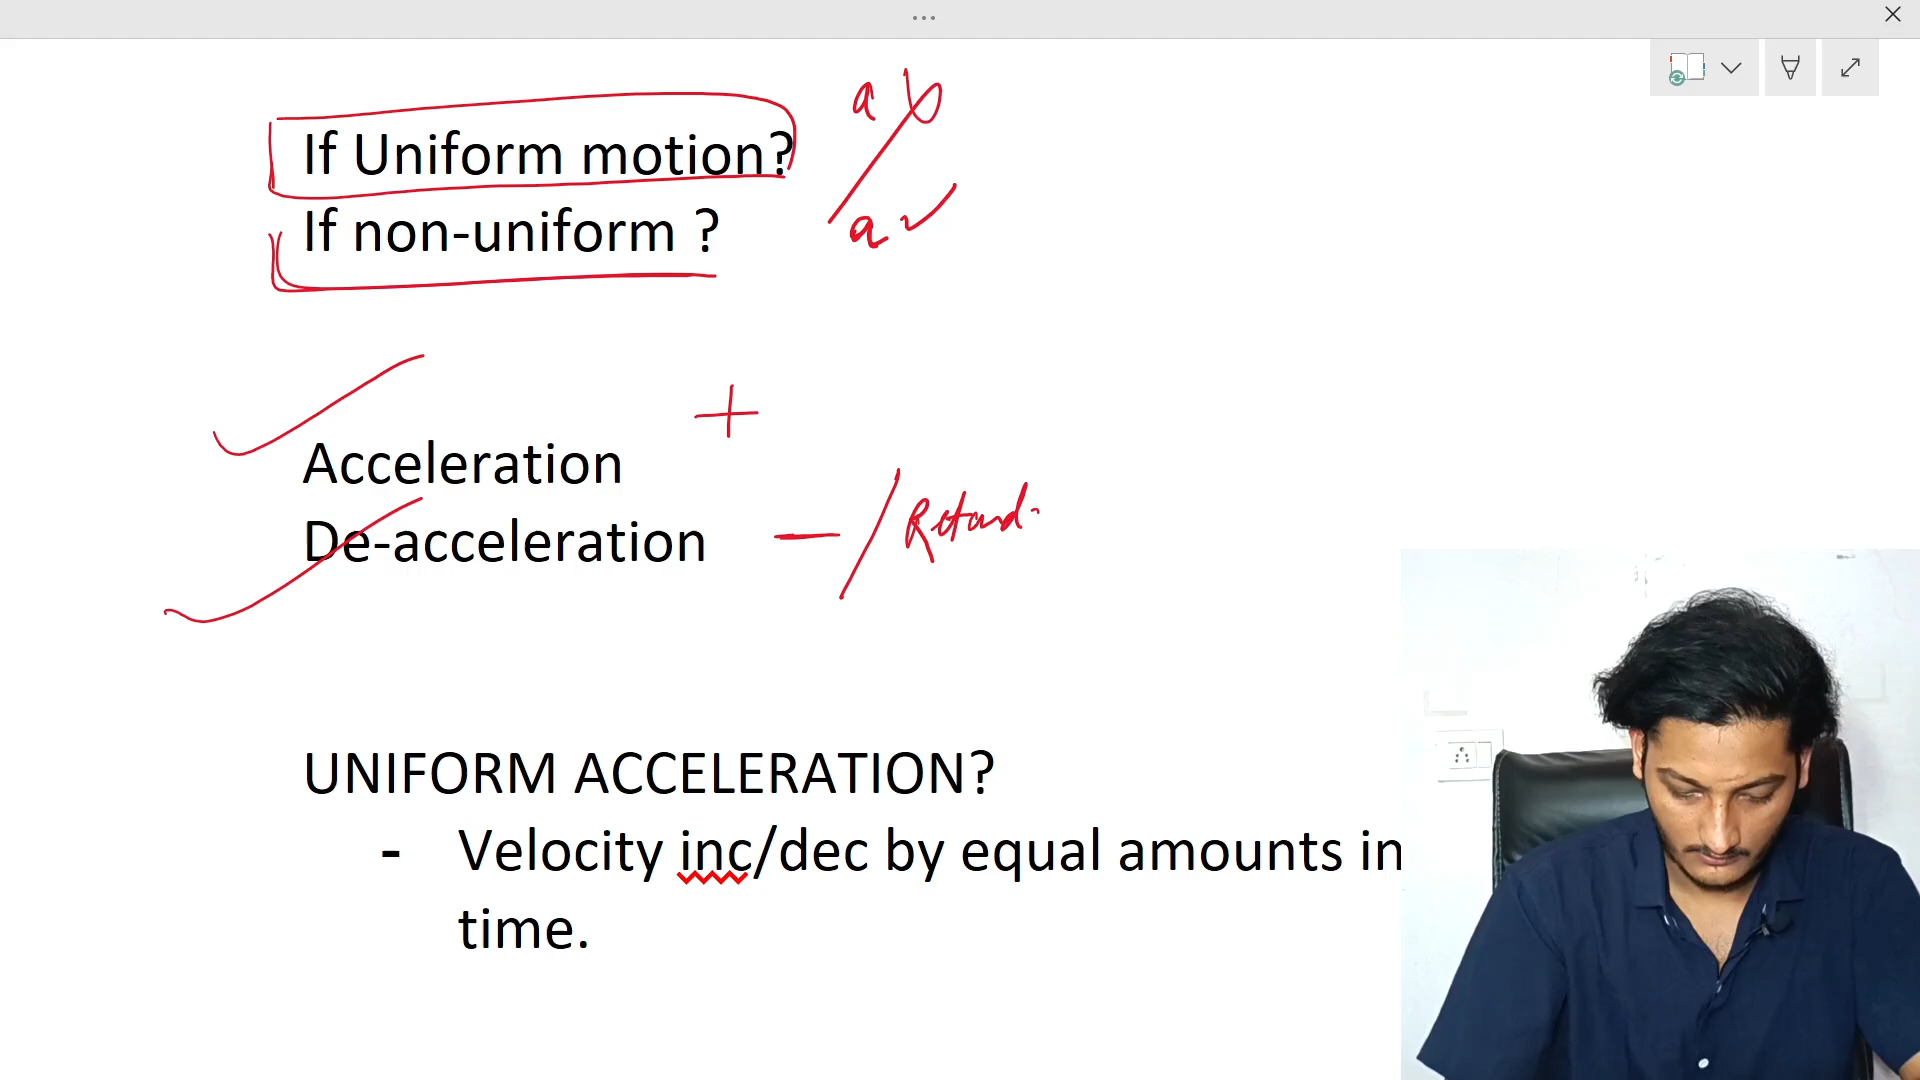 If Uniform motion?
a b
If non-uniform ?
a
Acceleration +
De-acceleration — / Retard.
UNIFORM ACCELERATION?
- Velocity inc/dec by equal amounts in
time.